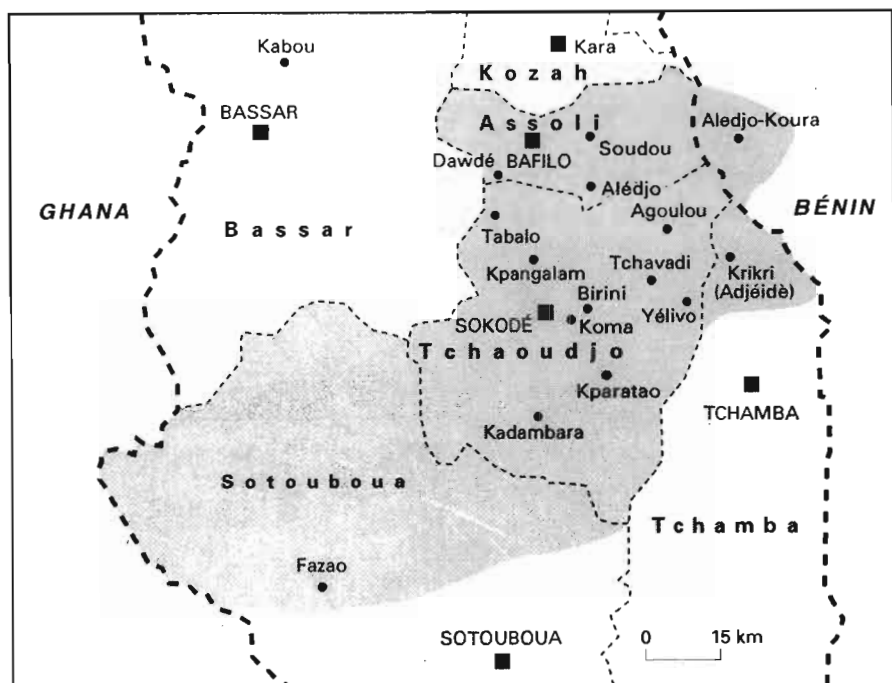 Kabou
Kara
Kozah
BASSAR
Assoli
Aledjo-Koura
Soudou
Dawdé
BAFILO
Alédjo
GHANA
BÉNIN
Bassar
Agoulou
Tabalo
Tchavadi
Kpangalam
Krikri
(Adjéidè)
Birini
Yélivo
SOKODÉ
Koma
Tchaoudjo
Kparatao
TCHAMBA
Kadambara
Sotouboua
Tchamba
Fazao
SOTOUBOUA
0 15 km